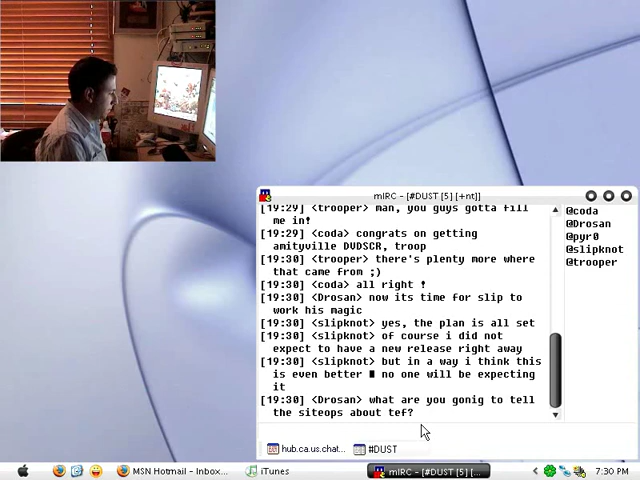 mIRC - [#DUST [5] [+nt]]
[19:29] <trooper> man, you guys gotta fill
me in!
[19:29] <coda> congrats on getting
amityville DVDSCR, troop
[19:30] <trooper> there's plenty more where
that came from ;)
[19:30] <coda> all right !
[19:30] <Drosan> now its time for slip to
work his magic
[19:30] <slipknot> yes, the plan is all set
[19:30] <slipknot> of course i did not
expect to have a new release right away
[19:30] <slipknot> but in a way i think this
is even better ■ no one will be expecting
it
[19:30] <Drosan> what are you gonig to tell
the siteops about tef?
@coda
@Drosan
@pyr0
@slipknot
@trooper
hub.ca.us.chat...
#DUST
MSN Hotmail - Inbox...
iTunes
mIRC - [#DUST [5] [...
7:30 PM